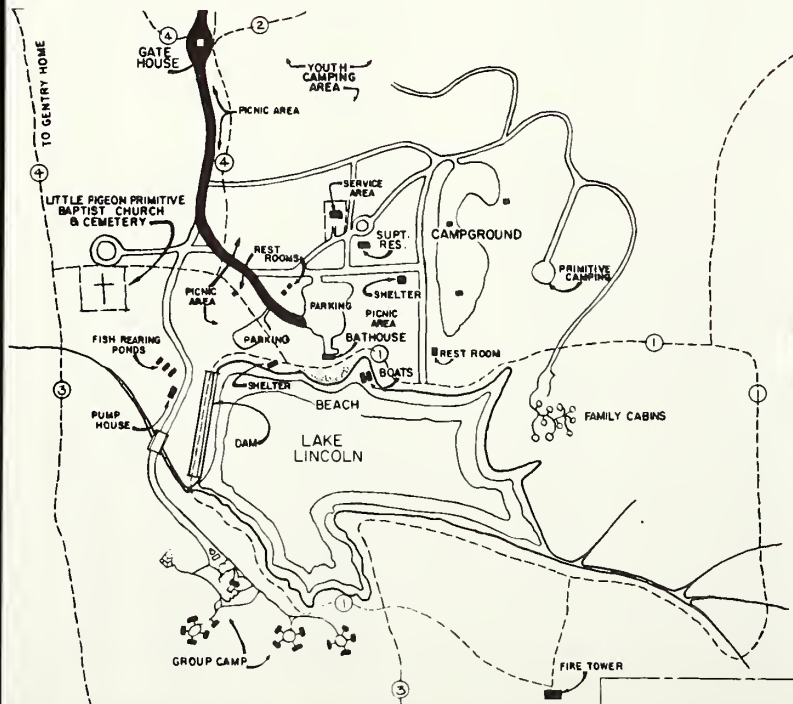 4
2
GATE
HOUSE
YOUTH
CAMPING
AREA
TO GENTRY HOME
PICNIC AREA
4
4
SERVICE
AREA
LITTLE PIGEON PRIMITIVE
BAPTIST CHURCH
& CEMETERY
SUPT.
RES.
CAMPGROUND
REST
ROOMS
PRIMITIVE
CAMPING
PICNIC
AREA
PARKING
SHELTER
PICNIC
AREA
PARKING
BATHOUSE
FISH REARING
PONDS
1
1
REST ROOM
BOATS
SHELTER
3
BEACH
1
PUMP
HOUSE
DAM
LAKE
LINCOLN
FAMILY CABINS
1
GROUP CAMP
FIRE TOWER
3